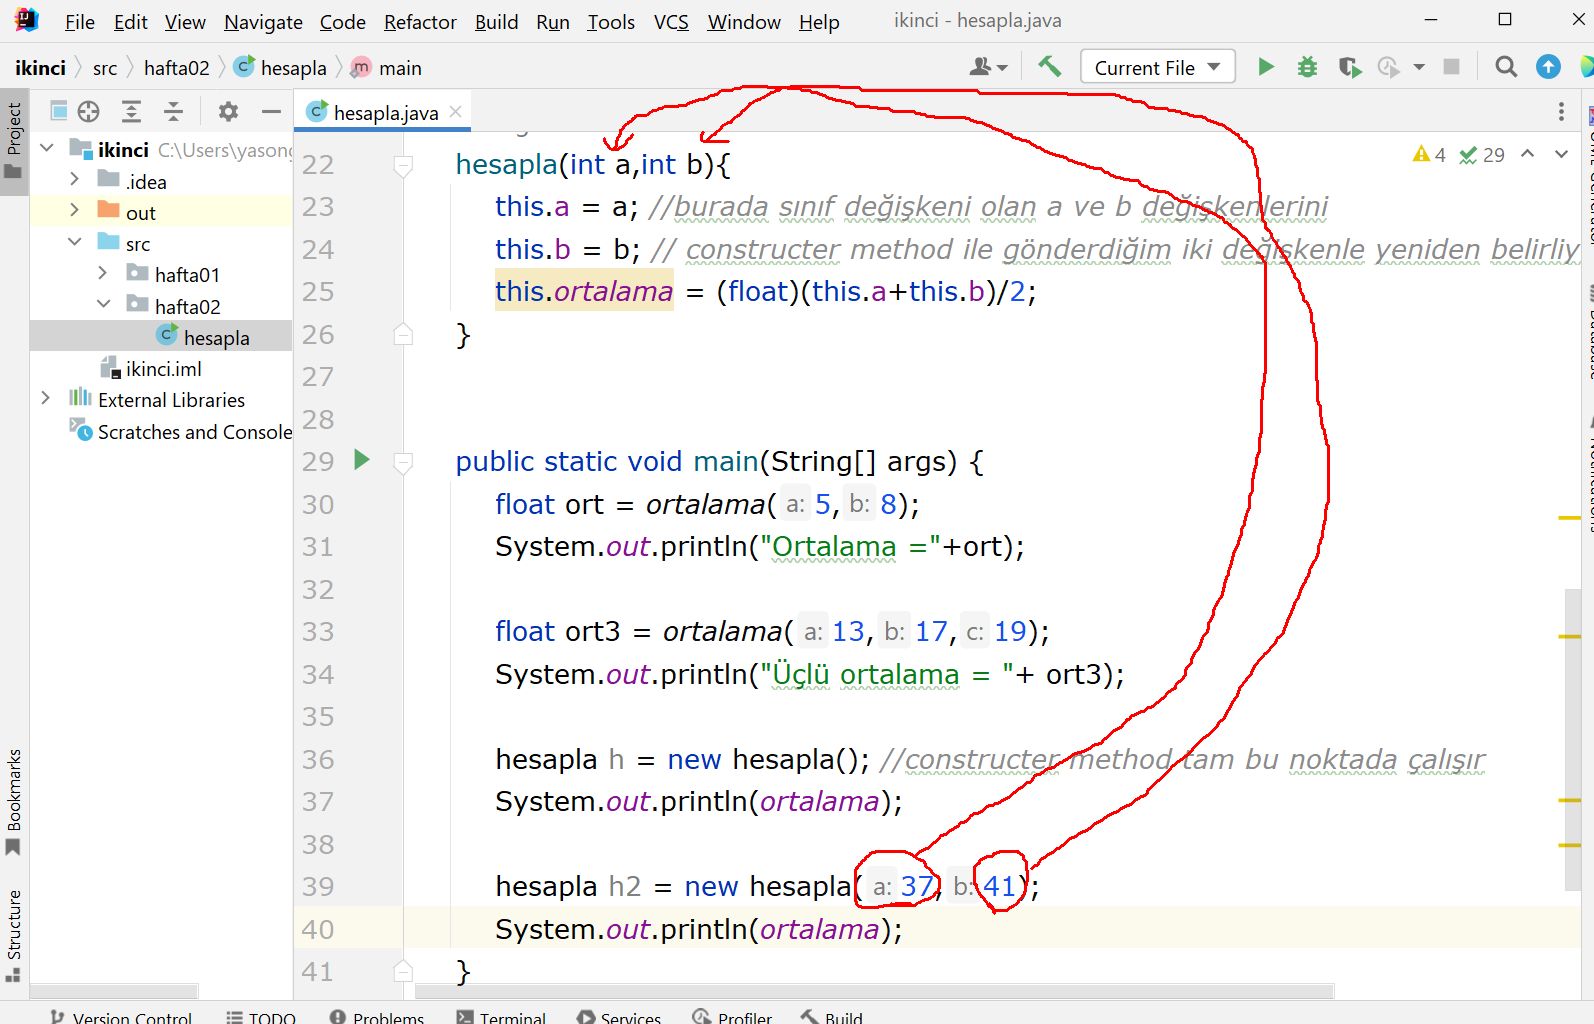 File Edit View Navigate Code Refactor Build Run Tools VCS Window Help ikinci - hesapla.java
ikinci src hafta02 hesapla main Current File
Project
hesapla.java
ikinci C:\Users\yasong
.idea
out
src
hafta01
hafta02
hesapla
ikinci.iml
External Libraries
Scratches and Console
4 29
22 hesapla(int a,int b){
23 this.a = a; //burada sınıf değişkeni olan a ve b değişkenlerini
24 this.b = b; // constructer method ile gönderdiğim iki değişkenle yeniden belirliy
25 this.ortalama = (float)(this.a+this.b)/2;
26 }
27
28
29 public static void main(String[] args) {
30 float ort = ortalama( a: 5, b: 8);
31 System.out.println("Ortalama ="+ort);
32
33 float ort3 = ortalama( a: 13, b: 17, c: 19);
34 System.out.println("Üçlü ortalama = "+ ort3);
35
36 hesapla h = new hesapla(); //constructer method tam bu noktada çalışır
37 System.out.println(ortalama);
38
39 hesapla h2 = new hesapla( a: 37, b: 41);
40 System.out.println(ortalama);
41 }
Bookmarks
Structure
Version Control TODO Problems Terminal Services Profiler Build